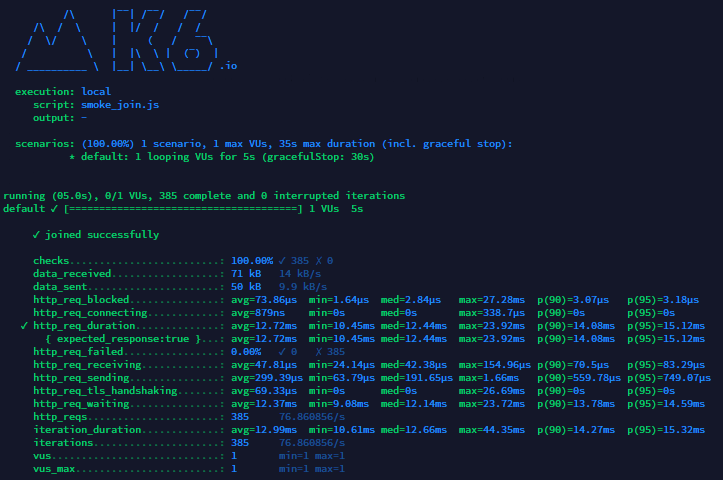 .io
execution: local
script: smoke_join.js
output: -
scenarios: (100.00%) 1 scenario, 1 max VUs, 35s max duration (incl. graceful stop):
* default: 1 looping VUs for 5s (gracefulStop: 30s)
running (05.0s), 0/1 VUs, 385 complete and 0 interrupted iterations
default ✓ [======================================] 1 VUs  5s
✓ joined successfully
checks.........................: 100.00% ✓ 385 ✗ 0
data_received..................: 71 kB   14 kB/s
data_sent......................: 50 kB   9.9 kB/s
http_req_blocked...............: avg=73.86µs  min=1.64µs  med=2.84µs   max=27.28ms  p(90)=3.07µs   p(95)=3.18µs
http_req_connecting............: avg=879ns    min=0s      med=0s       max=338.7µs  p(90)=0s       p(95)=0s
✓ http_req_duration..............: avg=12.72ms  min=10.45ms med=12.44ms  max=23.92ms  p(90)=14.08ms  p(95)=15.12ms
{ expected_response:true }...: avg=12.72ms  min=10.45ms med=12.44ms  max=23.92ms  p(90)=14.08ms  p(95)=15.12ms
http_req_failed................: 0.00%   ✓ 0   ✗ 385
http_req_receiving.............: avg=47.81µs  min=24.14µs med=42.38µs  max=154.96µs p(90)=70.5µs   p(95)=83.29µs
http_req_sending...............: avg=299.39µs min=63.79µs med=191.65µs max=1.66ms   p(90)=559.78µs p(95)=749.07µs
http_req_tls_handshaking.......: avg=69.33µs  min=0s      med=0s       max=26.69ms  p(90)=0s       p(95)=0s
http_req_waiting...............: avg=12.37ms  min=9.08ms  med=12.14ms  max=23.72ms  p(90)=13.78ms  p(95)=14.59ms
http_reqs......................: 385     76.860856/s
iteration_duration.............: avg=12.99ms  min=10.61ms med=12.66ms  max=44.35ms  p(90)=14.27ms  p(95)=15.32ms
iterations.....................: 385     76.860856/s
vus............................: 1       min=1 max=1
vus_max........................: 1       min=1 max=1